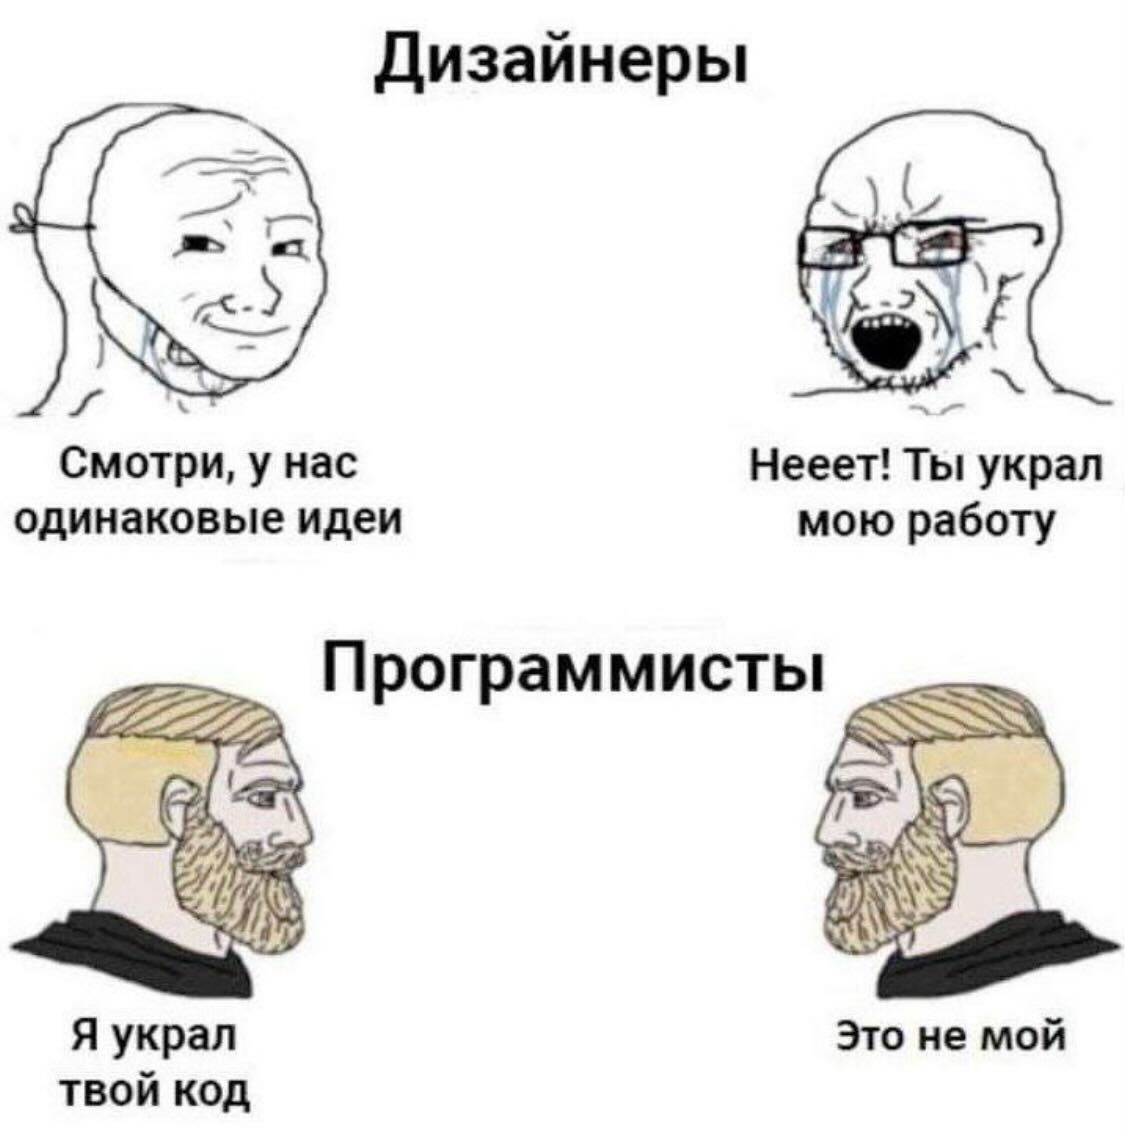 Дизайнеры
Смотри, у нас
одинаковые идеи
Нееет! Ты украл
мою работу
Программисты
Я украл
твой код
Это не мой